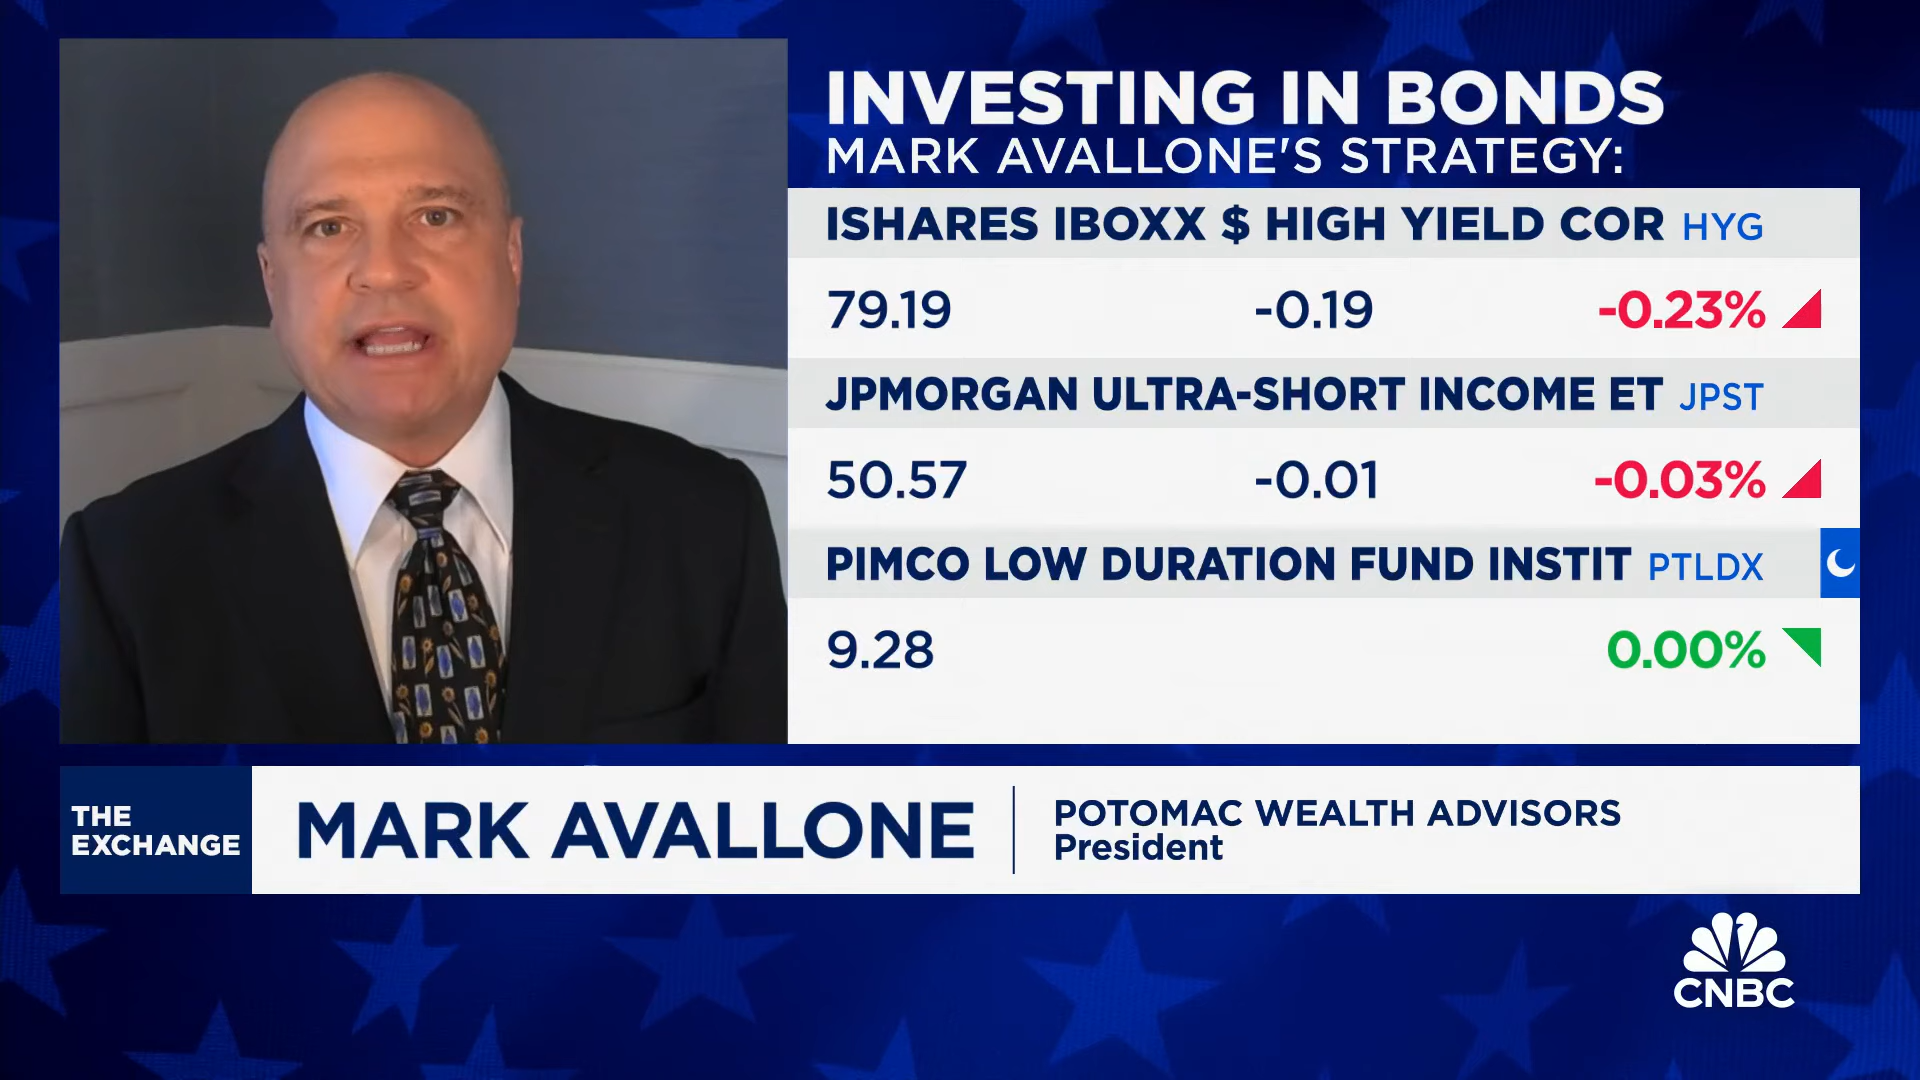 INVESTING IN BONDS
MARK AVALLONE'S STRATEGY:
ISHARES IBOXX $ HIGH YIELD COR HYG
79.19 -0.19 -0.23%
JPMORGAN ULTRA-SHORT INCOME ET JPST
50.57 -0.01 -0.03%
PIMCO LOW DURATION FUND INSTIT PTLDX
9.28 0.00%
THE
EXCHANGE
MARK AVALLONE
POTOMAC WEALTH ADVISORS
President
CNBC